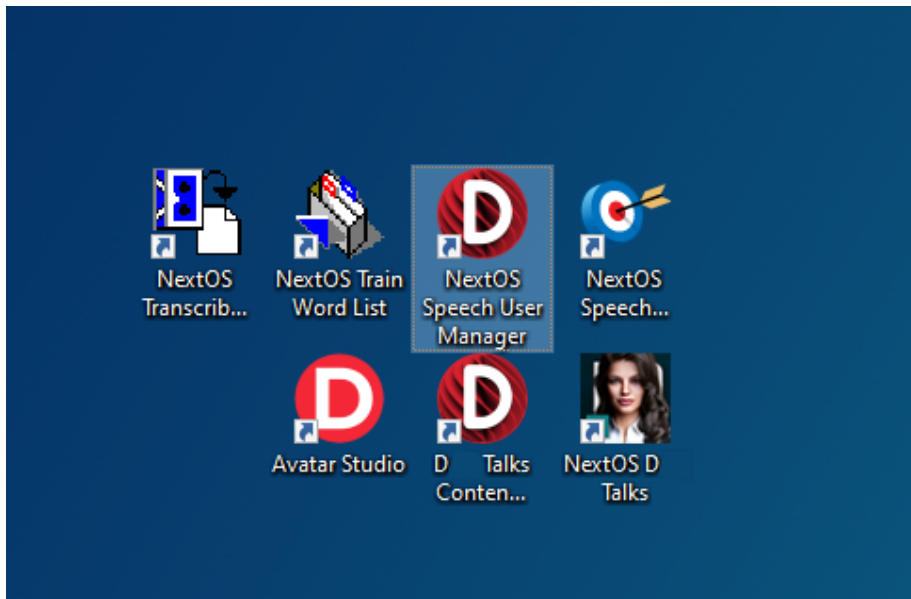 NextOS
Transcrib...
NextOS Train
Word List
NextOS
Speech User
Manager
NextOS
Speech...
D
Avatar Studio
D
D Talks
Conten...
NextOS D
Talks
D